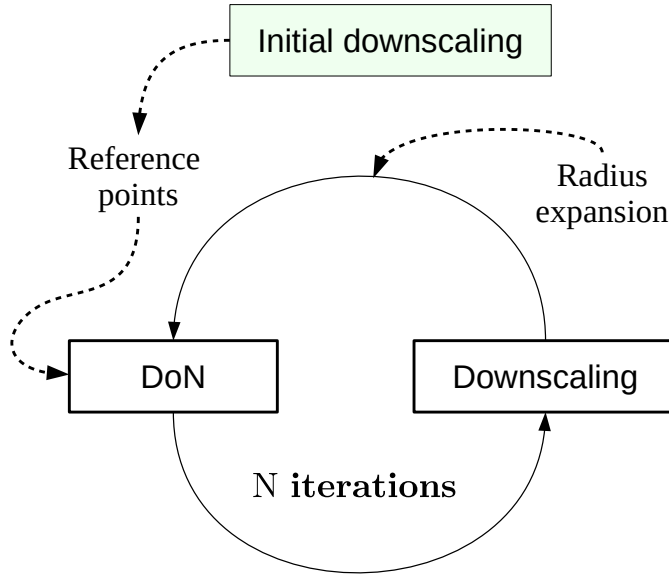 Initial downscaling
Reference
points
Radius
expansion
DoN
Downscaling
N iterations